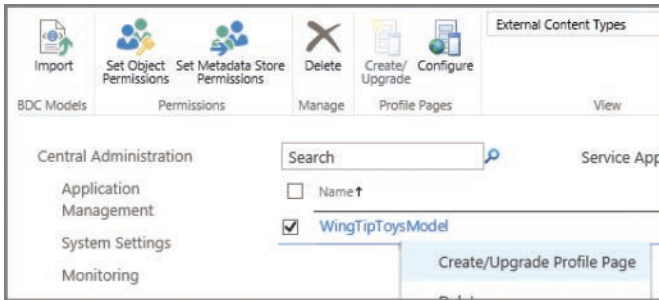 Import
Set Object Permissions
Set Metadata Store Permissions
Delete
Create/ Upgrade
Configure
External Content Types
BDC Models
Permissions
Manage
Profile Pages
View
Central Administration
Search
Service App
Application
Management
Name↑
WingTipToysModel
System Settings
Create/Upgrade Profile Page
Monitoring